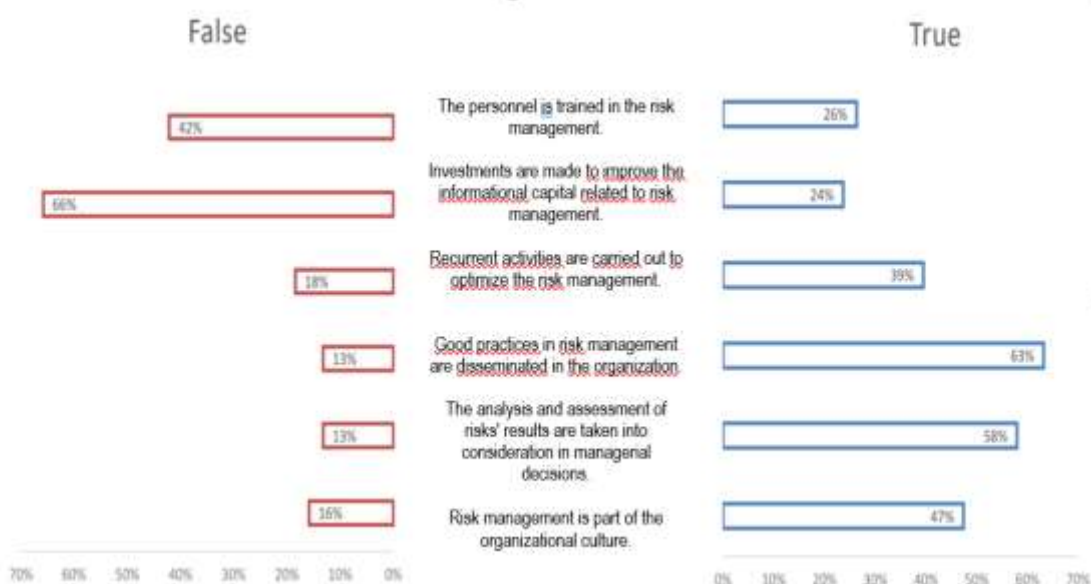 False
True
42%
The personnel is trained in the risk
management.
26%
66%
Investments are made to improve the
informational capital related to risk
management.
24%
18%
Recurrent activities are carried out to
optimize the risk management.
39%
13%
Good practices in risk management
are disseminated in the organization.
63%
13%
The analysis and assessment of
risks' results are taken into
consideration in managerial
decisions.
58%
16%
Risk management is part of the
organizational culture.
47%
70% 60% 50% 40% 30% 20% 10% 0%
0% 10% 20% 30% 40% 50% 60% 70%